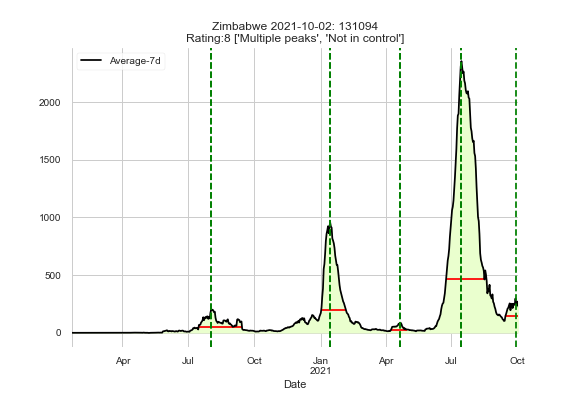 Zimbabwe 2021-10-02: 131094
Rating:8 ['Multiple peaks', 'Not in control']
Average-7d
2000
1500
1000
500
0
Apr Jul Oct Jan Apr Jul Oct
2021
Date